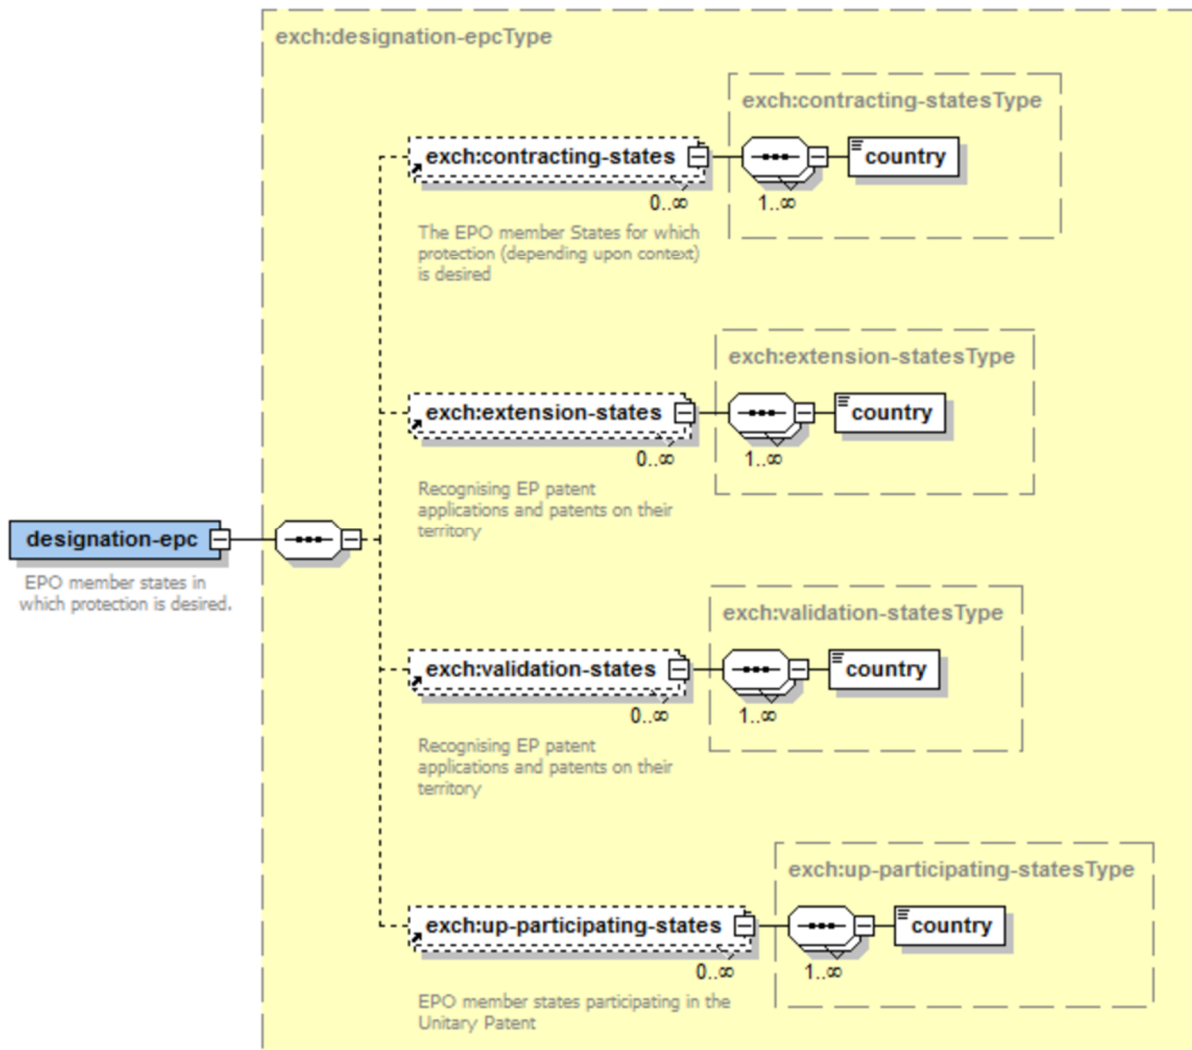 exch:designation-epcType
exch:contracting-statesType
exch:contracting-states
country
0..∞
1..∞
The EPO member States for which
protection (depending upon context)
is desired
exch:extension-statesType
exch:extension-states
country
0..∞
1..∞
Recognising EP patent
applications and patents on their
territory
designation-epc
EPO member states in
which protection is desired.
exch:validation-statesType
exch:validation-states
country
0..∞
1..∞
Recognising EP patent
applications and patents on their
territory
exch:up-participating-statesType
exch:up-participating-states
country
0..∞
1..∞
EPO member states participating in the
Unitary Patent